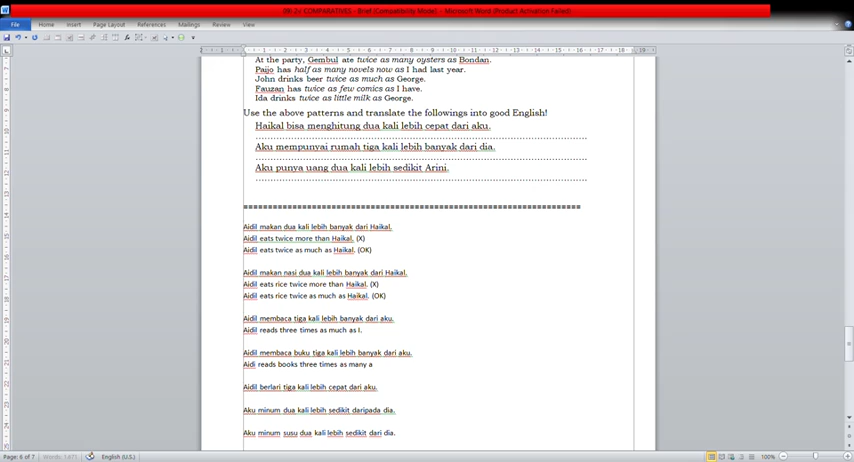 PP-3V COMPARATIVES - Brief [Compatibility Mode] - Microsoft Word (Product Activation Failed)
File Home Insert Page Layout References Mailings Review View
At the party, Gembul ate twice as many oysters as Bondan.
Paijo has half as many novels now as I had last year.
John drinks beer twice as much as George.
Fauzan has twice as few comics as I have.
Ida drinks twice as little milk as George.
Use the above patterns and translate the followings into good English!
Haikal bisa menghitung dua kali lebih cepat dari aku.
Aku mempunyai rumah tiga kali lebih banyak dari dia.
Aku punya uang dua kali lebih sedikit Arini.
Aidil makan dua kali lebih banyak dari Haikal.
Aidil eats twice more than Haikal. (X)
Aidil eats twice as much as Haikal. (OK)
Aidil makan nasi dua kali lebih banyak dari Haikal.
Aidil eats rice twice more than Haikal. (X)
Aidil eats rice twice as much as Haikal. (OK)
Aidil membaca tiga kali lebih banyak dari aku.
Aidil reads three times as much as I.
Aidil membaca buku tiga kali lebih banyak dari aku.
Aidi reads books three times as many a
Aidil berlari tiga kali lebih cepat dari aku.
Aku minum dua kali lebih sedikit daripada dia.
Aku minum susu dua kali lebih sedikit dari dia.
Page: 6 of 7 Words: 1,671 English (U.S.) 100%